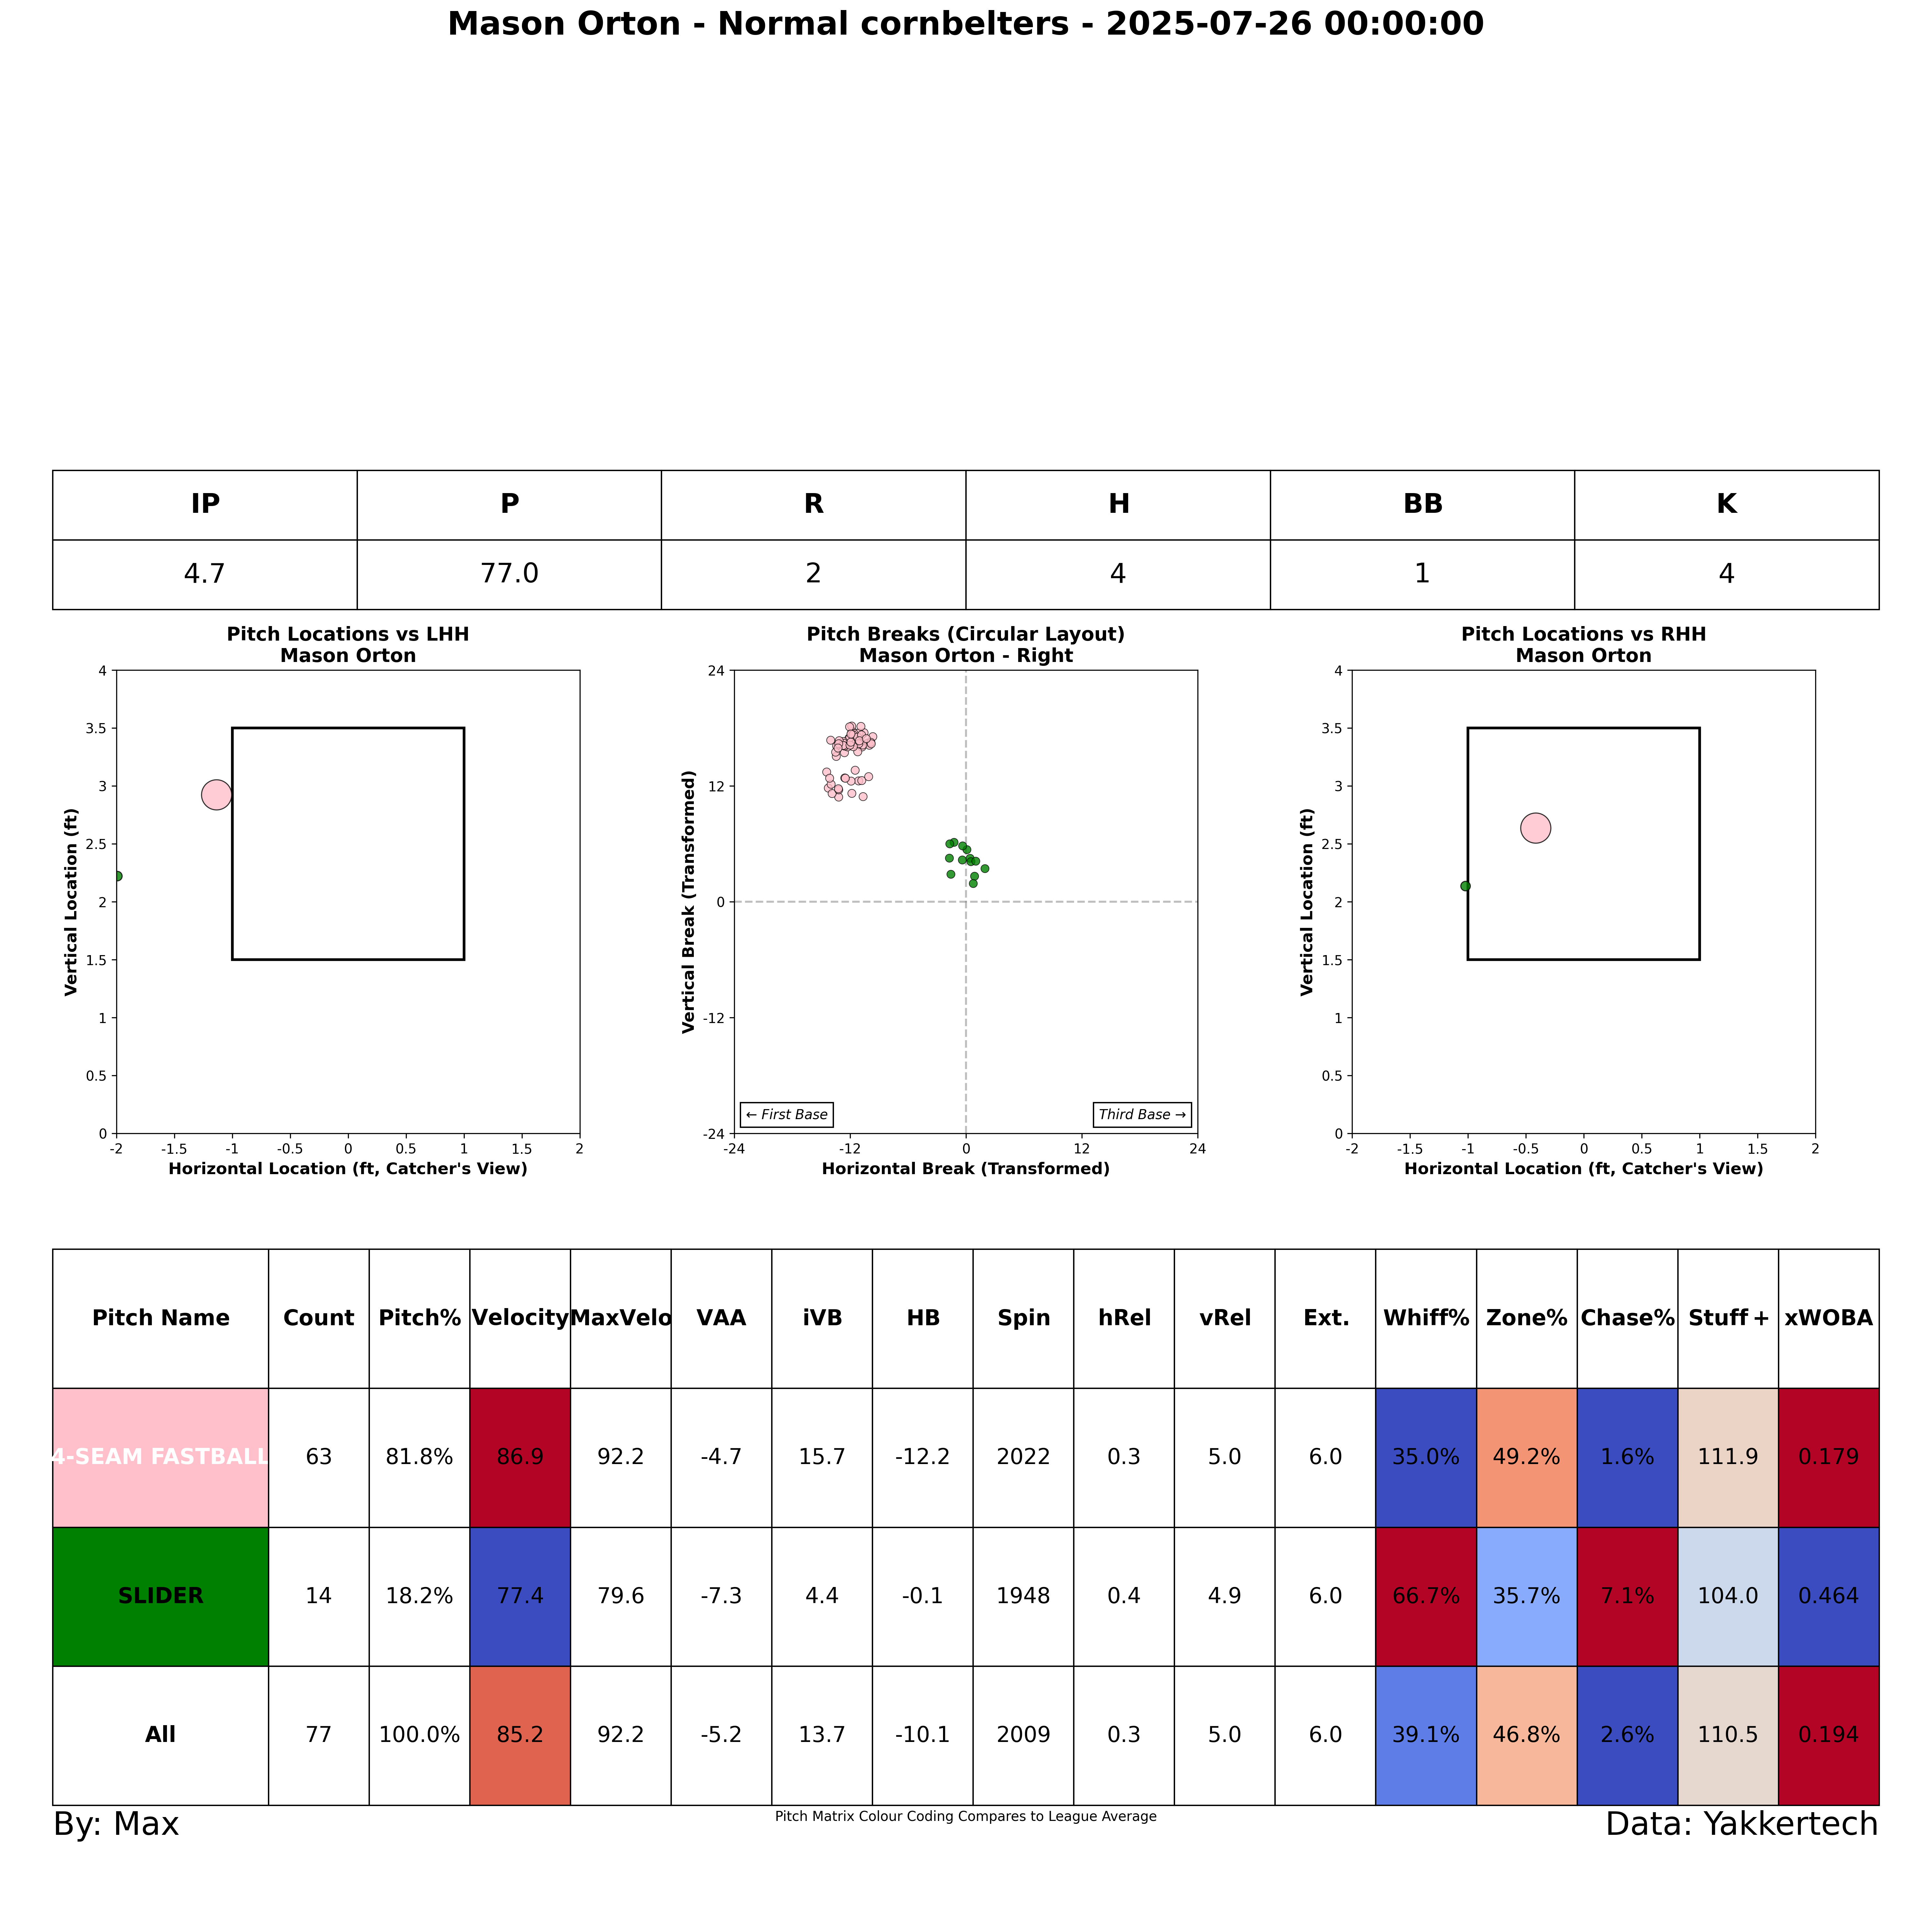 Mason Orton - Normal cornbelters - 2025-07-26 00:00:00
IP P R H BB K
4.7 77.0 2 4 1 4
Pitch Locations vs LHH
Mason Orton
4
3.5
3
2.5
2
1.5
1
0.5
0
Vertical Location (ft)
-2 -1.5 -1 -0.5 0 0.5 1 1.5 2
Horizontal Location (ft, Catcher's View)
Pitch Breaks (Circular Layout)
Mason Orton - Right
24
12
0
-12
-24
Vertical Break (Transformed)
← First Base
Third Base →
-24 -12 0 12 24
Horizontal Break (Transformed)
Pitch Locations vs RHH
Mason Orton
4
3.5
3
2.5
2
1.5
1
0.5
0
Vertical Location (ft)
-2 -1.5 -1 -0.5 0 0.5 1 1.5 2
Horizontal Location (ft, Catcher's View)
Pitch Name Count Pitch% Velocity MaxVelo VAA iVB HB Spin hRel vRel Ext. Whiff% Zone% Chase% Stuff+ xWOBA
4-SEAM FASTBALL 63 81.8% 86.9 92.2 -4.7 15.7 -12.2 2022 0.3 5.0 6.0 35.0% 49.2% 1.6% 111.9 0.179
SLIDER 14 18.2% 77.4 79.6 -7.3 4.4 -0.1 1948 0.4 4.9 6.0 66.7% 35.7% 7.1% 104.0 0.464
All 77 100.0% 85.2 92.2 -5.2 13.7 -10.1 2009 0.3 5.0 6.0 39.1% 46.8% 2.6% 110.5 0.194
By: Max
Pitch Matrix Colour Coding Compares to League Average
Data: Yakkertech